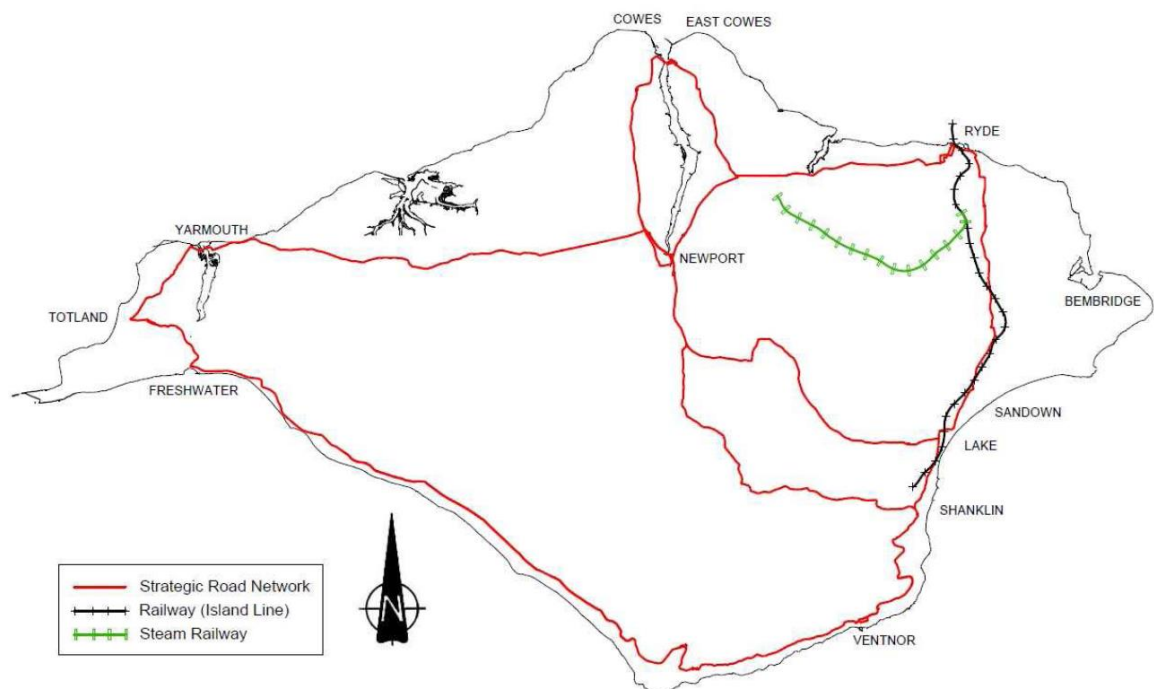 COWES
EAST COWES
RYDE
YARMOUTH
NEWPORT
BEMBRIDGE
TOTLAND
FRESHWATER
SANDOWN
LAKE
SHANKLIN
VENTNOR
N
Strategic Road Network
Railway (Island Line)
Steam Railway